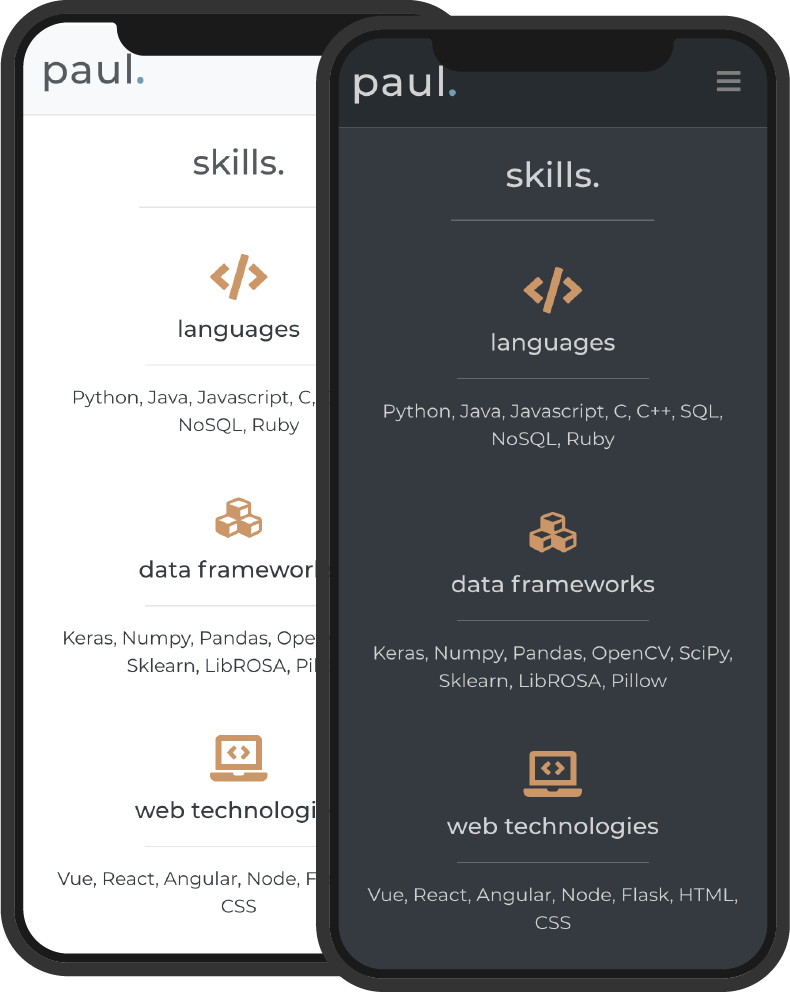 paul.
skills.
languages
Python, Java, Javascript, C,
NoSQL, Ruby
data framework
Keras, Numpy, Pandas, Ope
Sklearn, LibROSA, Pil
web technologi
Vue, React, Angular, Node, F
CSS
paul.
skills.
languages
Python, Java, Javascript, C, C++, SQL,
NoSQL, Ruby
data frameworks
Keras, Numpy, Pandas, OpenCV, SciPy,
Sklearn, LibROSA, Pillow
web technologies
Vue, React, Angular, Node, Flask, HTML,
CSS